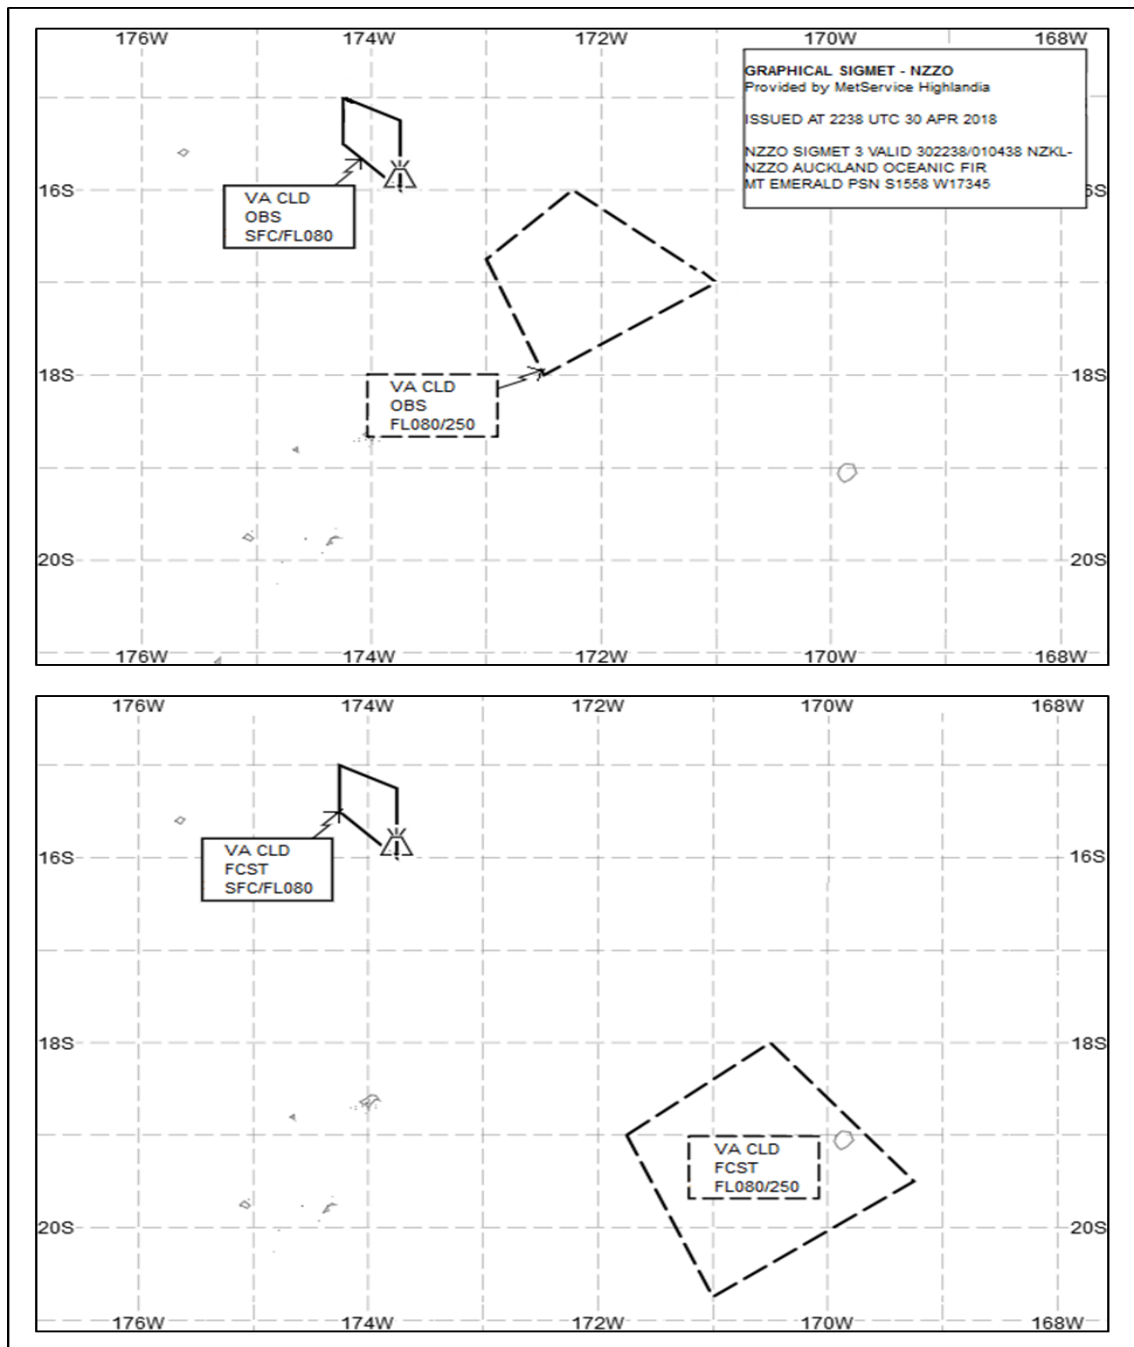 176W 174W 172W 170W 168W
GRAPHICAL SIGMET - NZZO
Provided by MetService Highlandia
ISSUED AT 2238 UTC 30 APR 2018
NZZO SIGMET 3 VALID 302238/010438 NZKL-
NZZO AUCKLAND OCEANIC FIR
MT EMERALD PSN S1558 W17345
16S 6S
VA CLD
OBS
SFC/FL080
18S 18S
VA CLD
OBS
FL080/250
20S 20S
176W 174W 172W 170W 168W
176W 174W 172W 170W 168W
VA CLD
FCST
SFC/FL080
16S 16S
18S 18S
VA CLD
FCST
FL080/250
20S 20S
176W 174W 172W 170W 168W